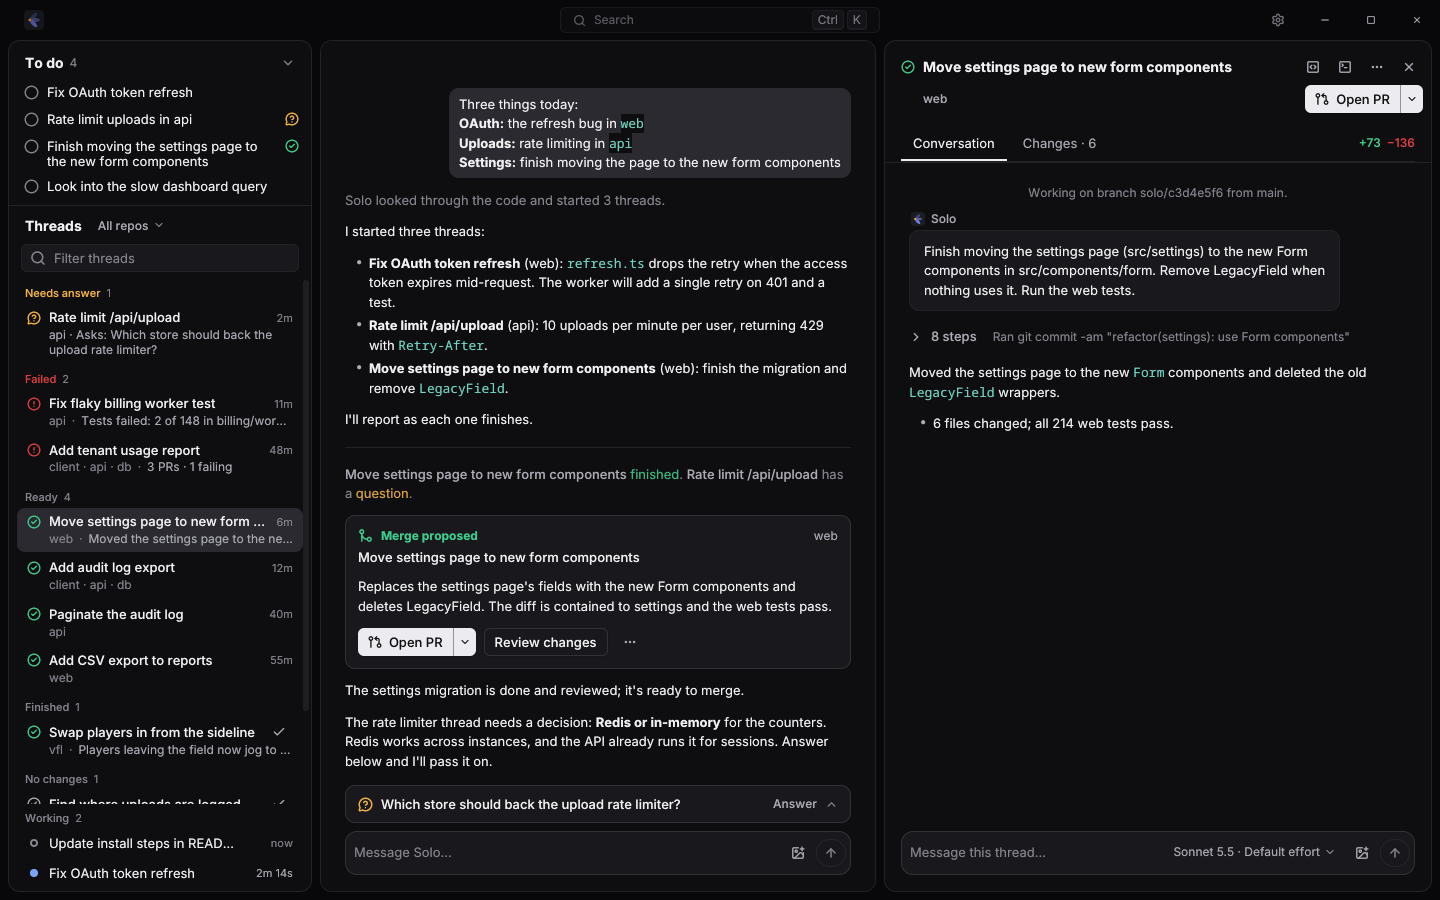 Search
Ctrl K
To do 4
Fix OAuth token refresh
Rate limit uploads in api
Finish moving the settings page to
the new form components
Look into the slow dashboard query
Threads All repos
Filter threads
Needs answer 1
Rate limit /api/upload 2m
api · Asks: Which store should back the
upload rate limiter?
Failed 2
Fix flaky billing worker test 11m
api · Tests failed: 2 of 148 in billing/wor...
Add tenant usage report 48m
client · api · db · 3 PRs · 1 failing
Ready 4
Move settings page to new form ... 6m
web · Moved the settings page to the ne...
Add audit log export 12m
client · api · db
Paginate the audit log 40m
api
Add CSV export to reports 55m
web
Finished 1
Swap players in from the sideline
vfl · Players leaving the field now jog to ...
No changes 1
Find where uploads are logged
Working 2
Update install steps in READ... now
Fix OAuth token refresh 2m 14s
Three things today:
OAuth: the refresh bug in web
Uploads: rate limiting in api
Settings: finish moving the page to the new form components
Solo looked through the code and started 3 threads.
I started three threads:
• Fix OAuth token refresh (web): refresh.ts drops the retry when the access
token expires mid-request. The worker will add a single retry on 401 and a
test.
• Rate limit /api/upload (api): 10 uploads per minute per user, returning 429
with Retry-After.
• Move settings page to new form components (web): finish the migration and
remove LegacyField.
I'll report as each one finishes.
Move settings page to new form components finished. Rate limit /api/upload has
a question.
Merge proposed web
Move settings page to new form components
Replaces the settings page's fields with the new Form components and
deletes LegacyField. The diff is contained to settings and the web tests pass.
Open PR Review changes
The settings migration is done and reviewed; it's ready to merge.
The rate limiter thread needs a decision: Redis or in-memory for the counters.
Redis works across instances, and the API already runs it for sessions. Answer
below and I'll pass it on.
Which store should back the upload rate limiter? Answer
Message Solo...
Move settings page to new form components
web
Open PR
Conversation Changes · 6 +73 −136
Working on branch solo/c3d4e5f6 from main.
Solo
Finish moving the settings page (src/settings) to the new Form
components in src/components/form. Remove LegacyField when
nothing uses it. Run the web tests.
8 steps Ran git commit -am "refactor(settings): use Form components"
Moved the settings page to the new Form components and deleted the old
LegacyField wrappers.
• 6 files changed; all 214 web tests pass.
Message this thread... Sonnet 5.5 · Default effort